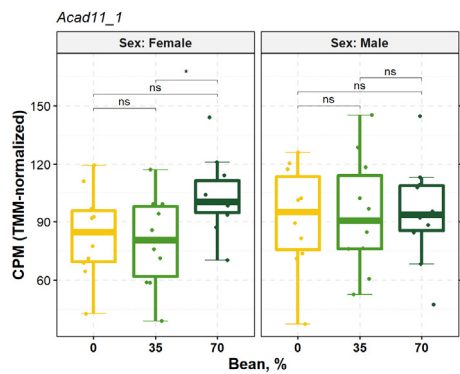 Acad11_1
Sex: Female
Sex: Male
*
ns
ns
ns
ns
ns
CPM (TMM-normalized)
150
120
90
60
0 35 70
0 35 70
Bean, %